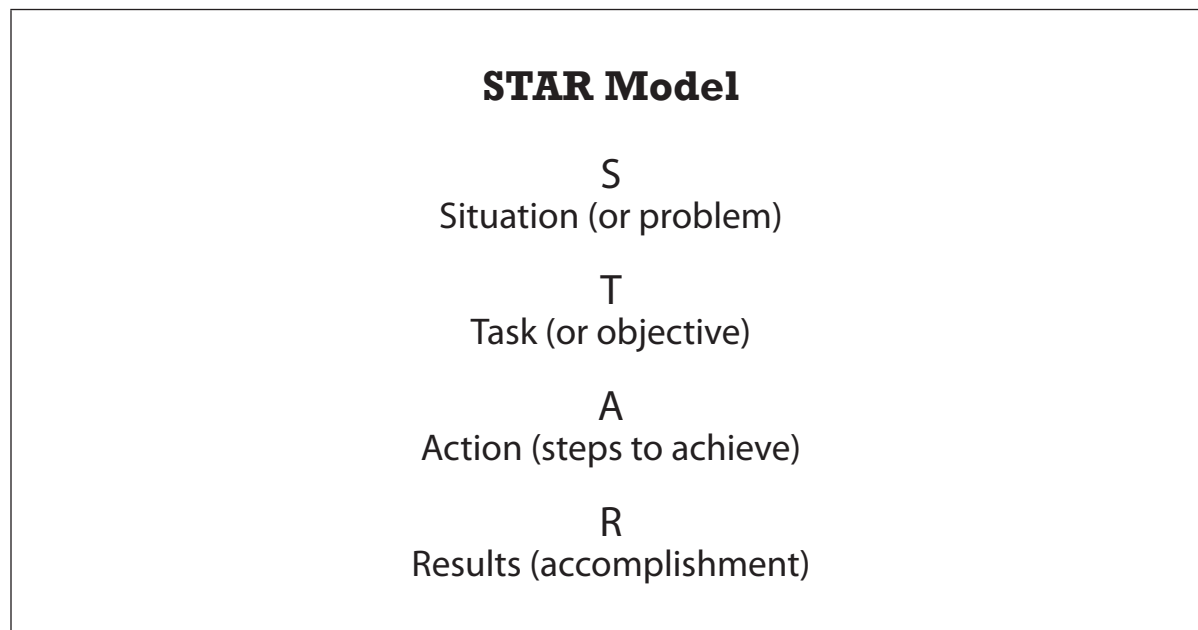 STAR Model
S
Situation (or problem)
T
Task (or objective)
A
Action (steps to achieve)
R
Results (accomplishment)